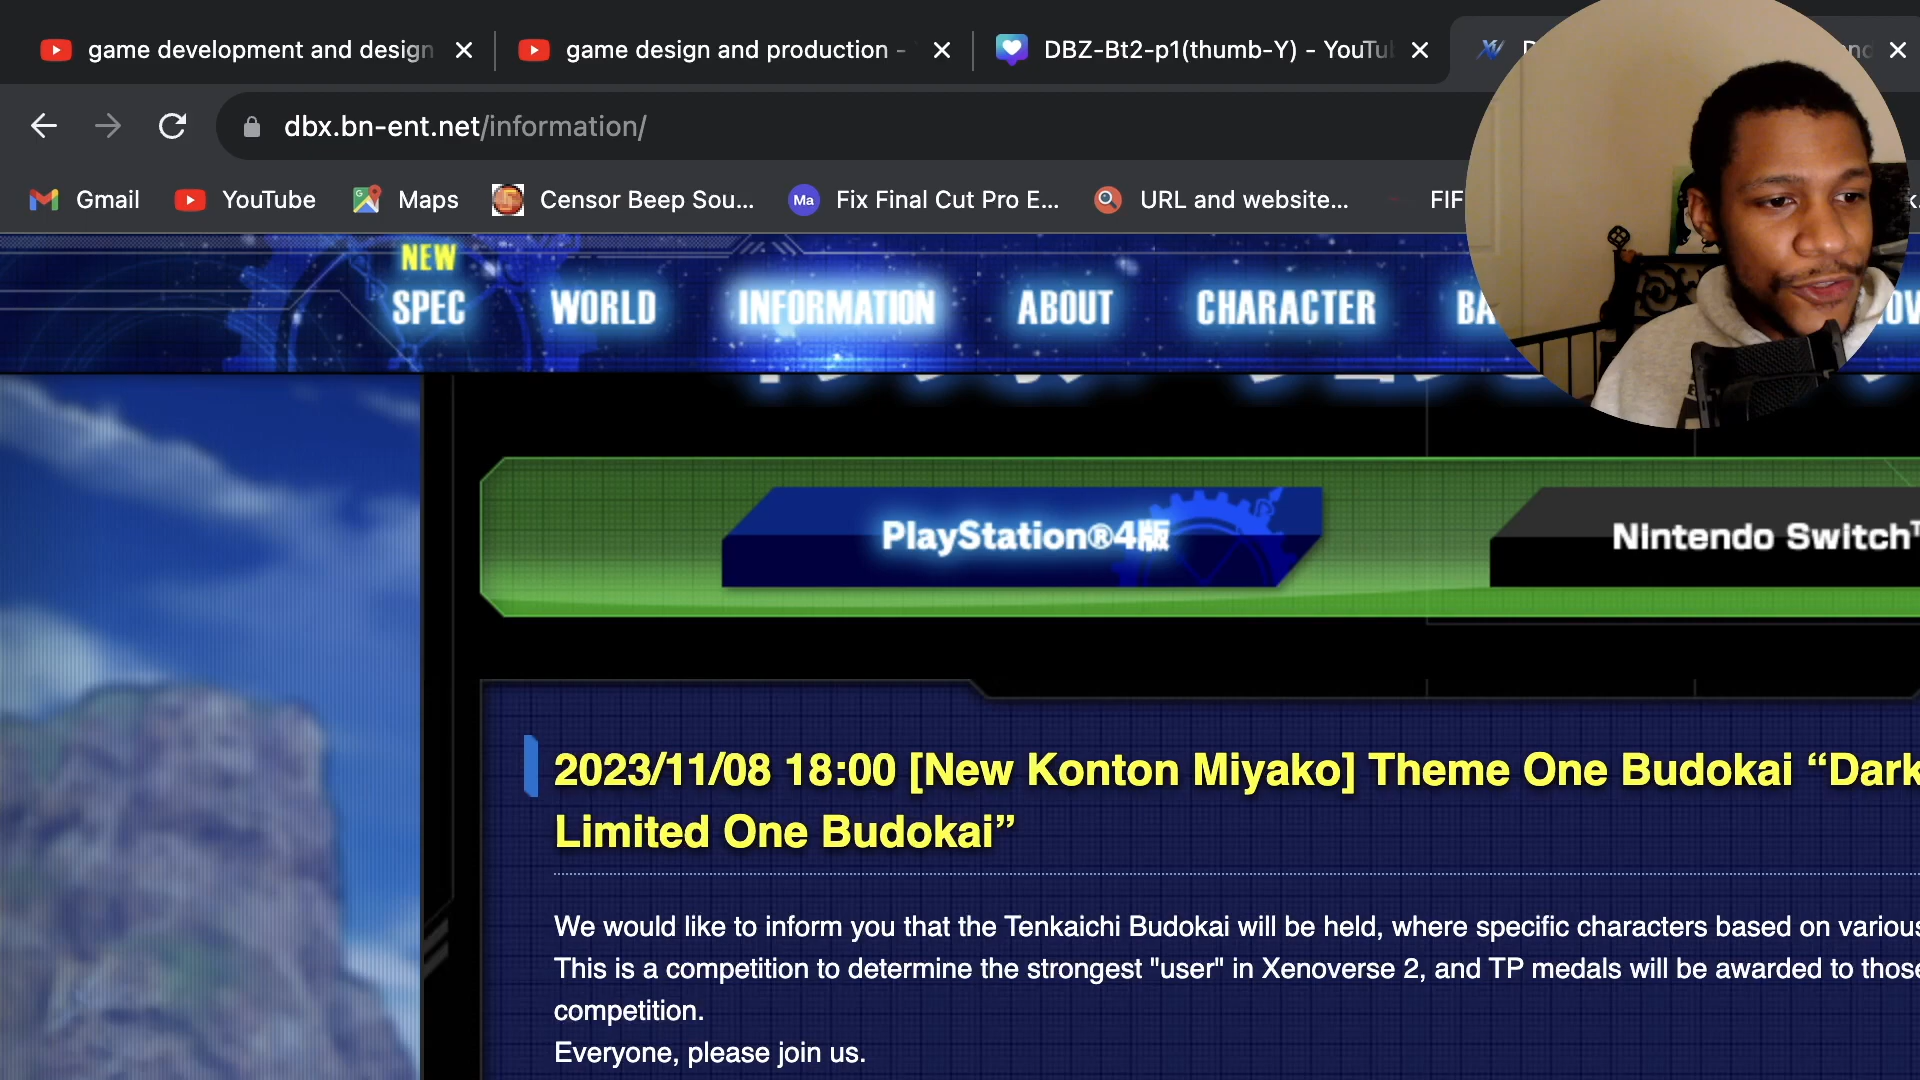 game development and design
game design and production -
DBZ-Bt2-p1(thumb-Y) - YouTu
dbx.bn-ent.net/information/
Gmail
YouTube
Maps
Censor Beep Sou...
Ma
Fix Final Cut Pro E...
URL and website...
FIF
NEW
SPEC
WORLD
INFORMATION
ABOUT
CHARACTER
BA
PlayStation®4版
Nintendo Switch™
2023/11/08 18:00 [New Konton Miyako] Theme One Budokai “Dark
Limited One Budokai”
We would like to inform you that the Tenkaichi Budokai will be held, where specific characters based on various
This is a competition to determine the strongest "user" in Xenoverse 2, and TP medals will be awarded to those
competition.
Everyone, please join us.